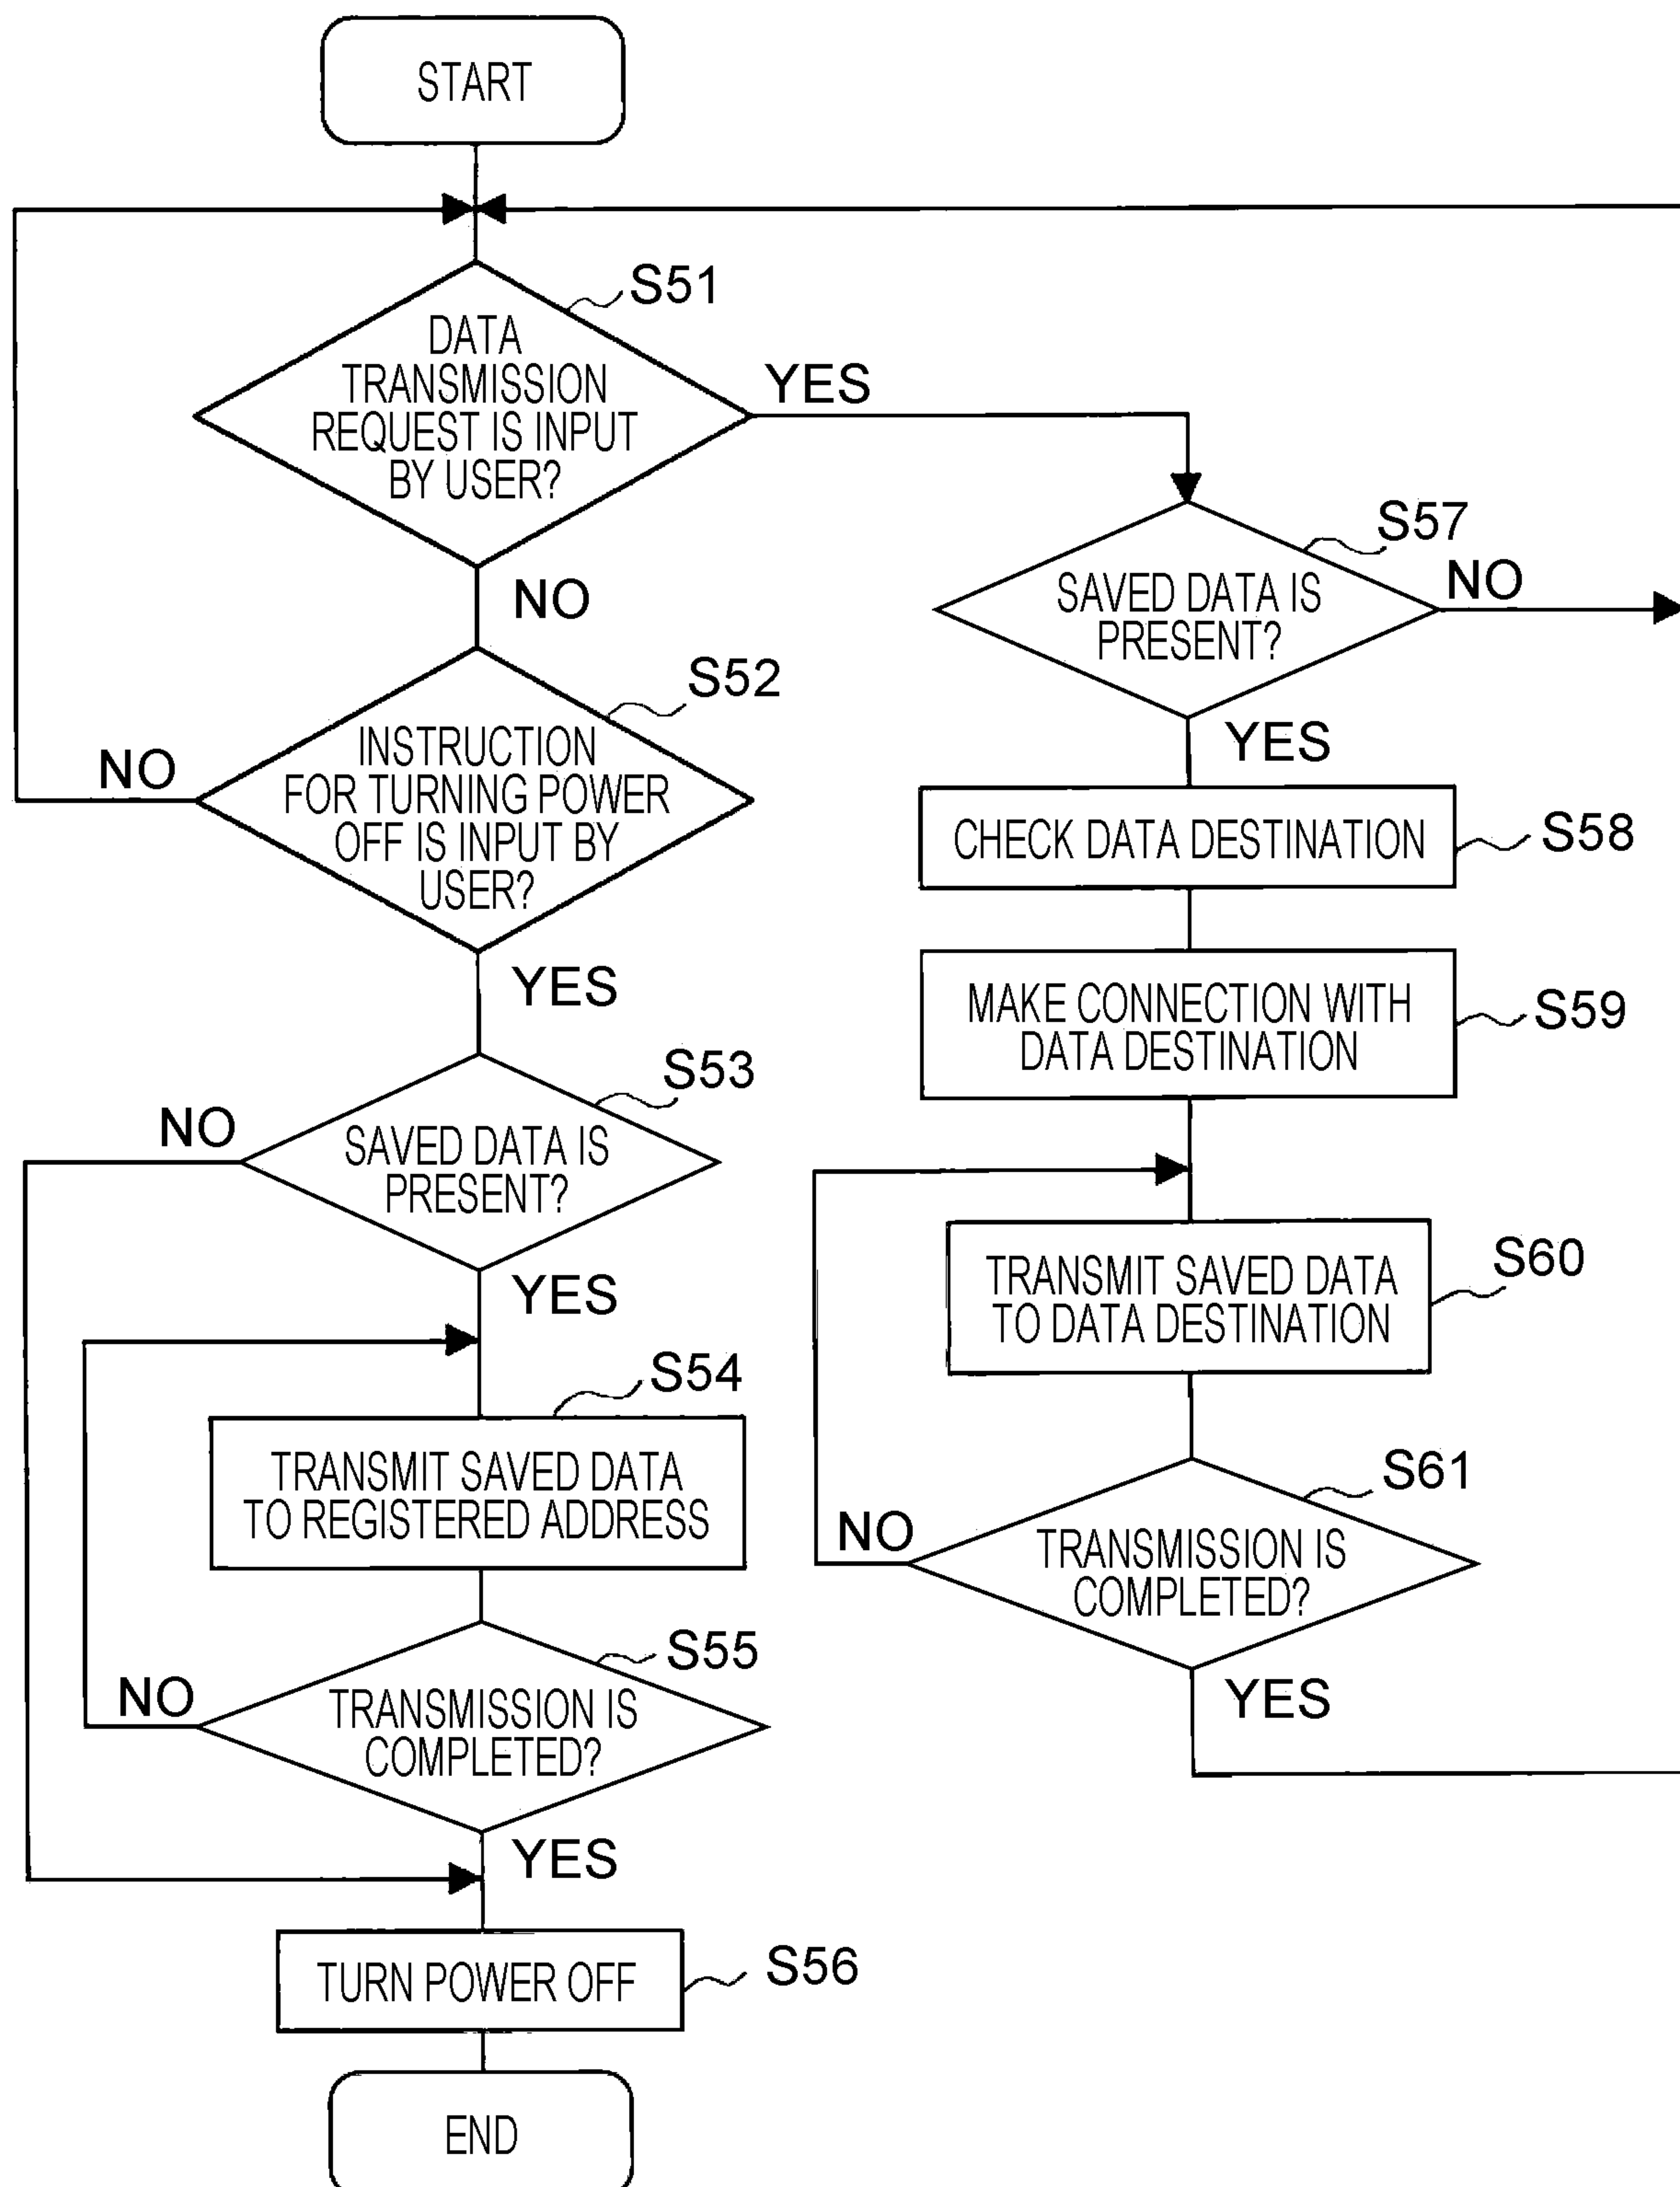 START
S51
DATA
TRANSMISSION
REQUEST IS INPUT
BY USER?
YES
NO
S52
INSTRUCTION
FOR TURNING POWER
OFF IS INPUT BY
USER?
NO
YES
S53
SAVED DATA IS
PRESENT?
NO
YES
S54
TRANSMIT SAVED DATA
TO REGISTERED ADDRESS
S55
TRANSMISSION IS
COMPLETED?
NO
YES
S56
TURN POWER OFF
END
S57
SAVED DATA IS
PRESENT?
NO
YES
CHECK DATA DESTINATION
S58
MAKE CONNECTION WITH
DATA DESTINATION
S59
TRANSMIT SAVED DATA
TO DATA DESTINATION
S60
S61
TRANSMISSION IS
COMPLETED?
NO
YES